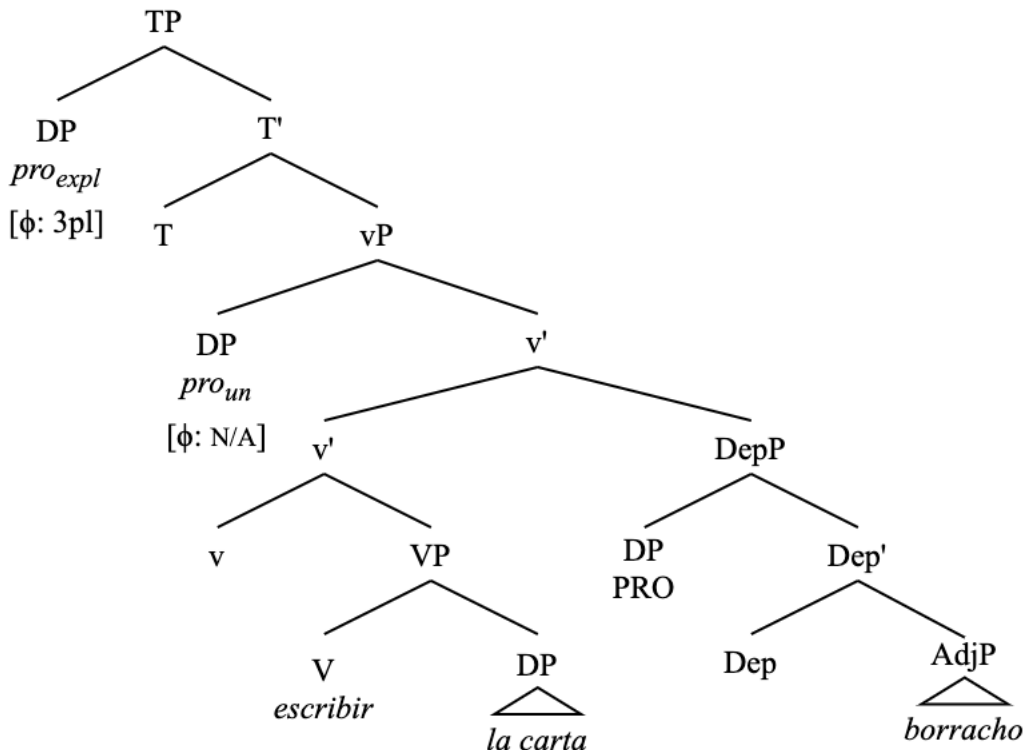 TP
DP T'
pro_expl
[ϕ: 3pl] T vP
DP v'
pro_un
[ϕ: N/A] v' DepP
v VP DP Dep'
PRO
V DP Dep AdjP
escribir la carta borracho